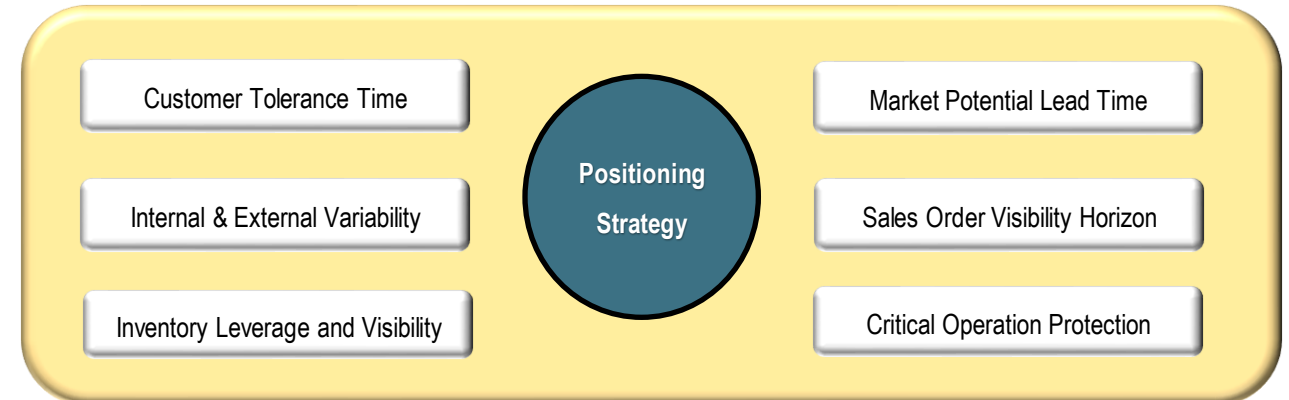 Customer Tolerance Time
Internal & External Variability
Inventory Leverage and Visibility
Positioning
Strategy
Market Potential Lead Time
Sales Order Visibility Horizon
Critical Operation Protection